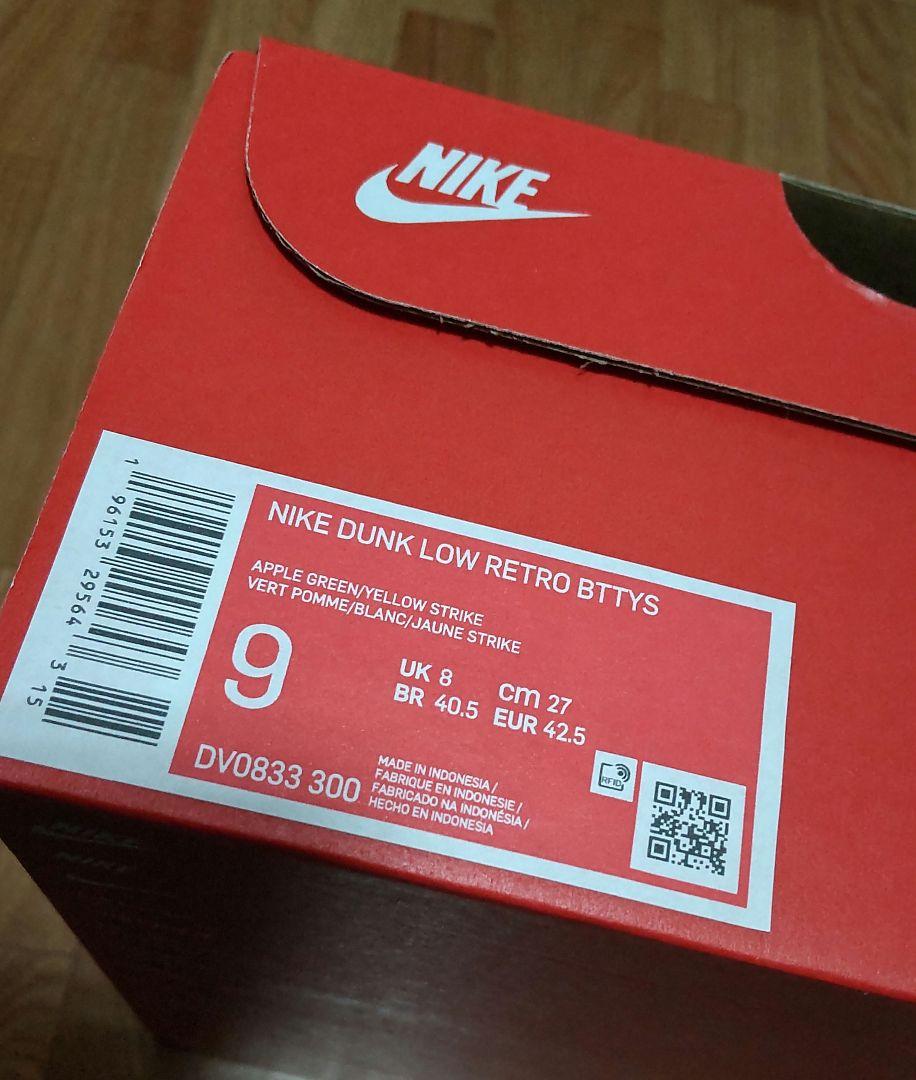 NIKE
NIKE DUNK LOW RETRO BTTYS
APPLE GREEN/YELLOW STRIKE
VERT POMME/BLANC/JAUNE STRIKE
9
UK 8
cm 27
BR 40.5
EUR 42.5
DV0833 300
MADE IN INDONESIA /
FABRIQUE EN INDONESIE /
FABRICADO NA INDONÉSIA /
HECHO EN INDONESIA
RFID
1 96153 29564 3 15
NIKE
NIKE